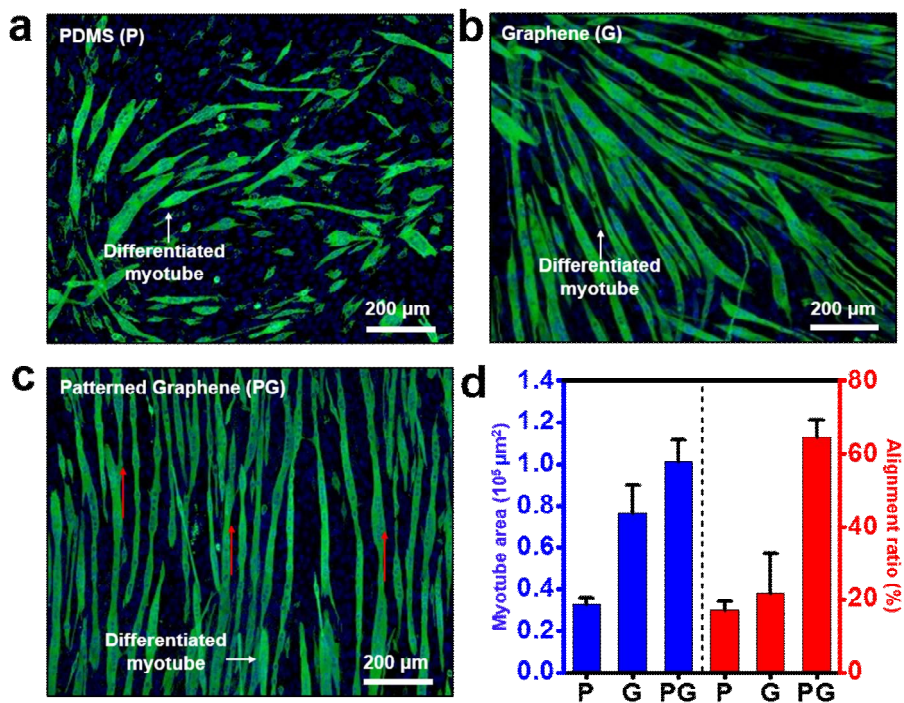 a
PDMS (P)
Differentiated
myotube
200 μm
b
Graphene (G)
Differentiated
myotube
200 μm
c
Patterned Graphene (PG)
Differentiated
myotube
200 μm
d
Myotube area (10⁵ μm²)
1.4
1.2
1.0
0.8
0.6
0.4
0.2
0.0
P G PG P G PG
80
60
40
20
0
Alignment ratio (%)